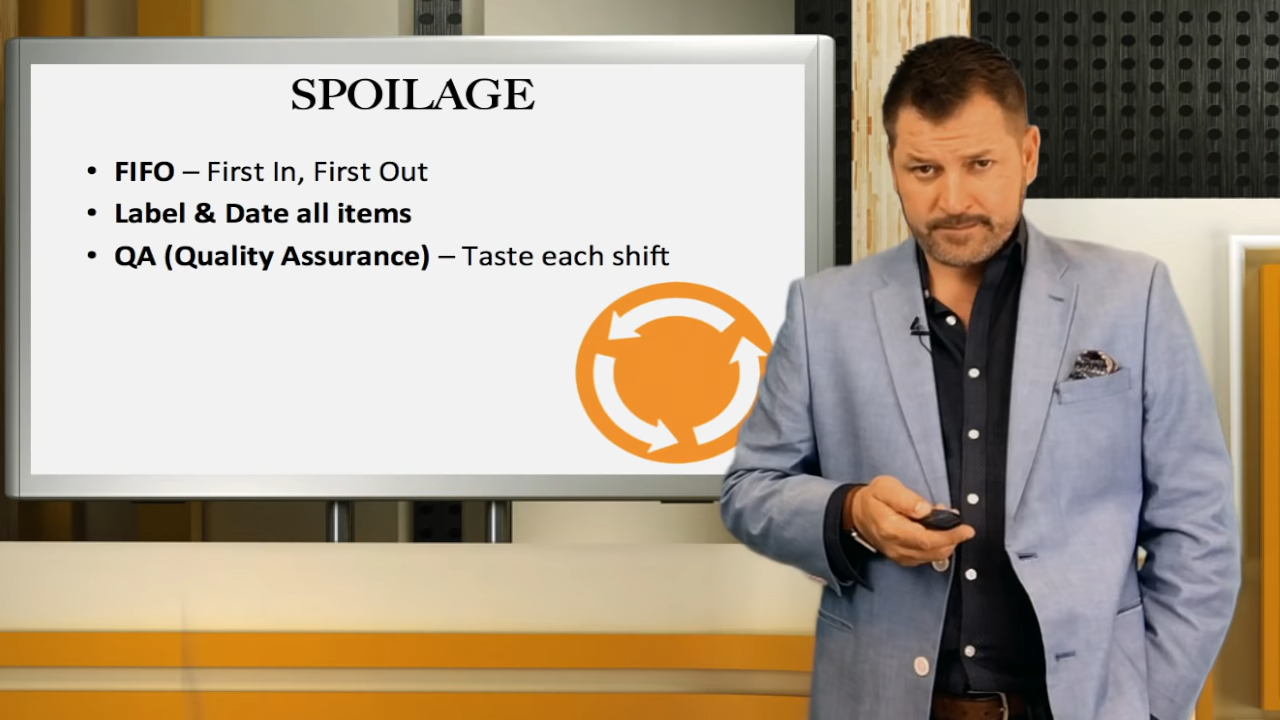 SPOILAGE
• FIFO – First In, First Out
• Label & Date all items
• QA (Quality Assurance) – Taste each shift